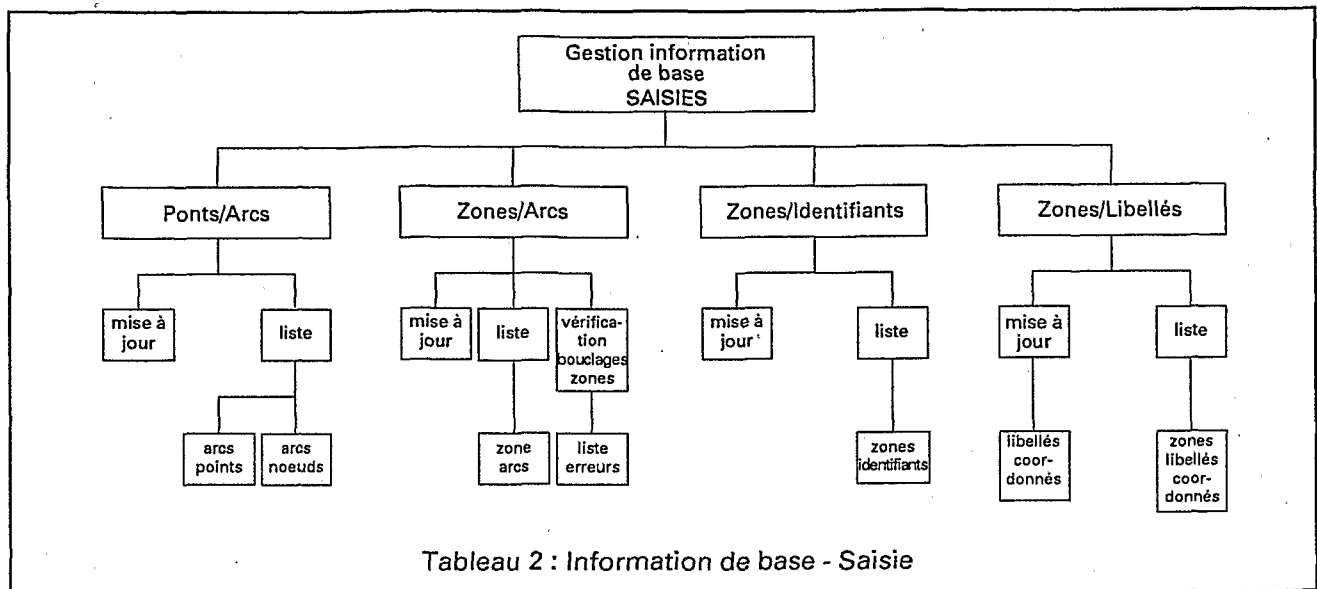 Gestion information
de base
SAISIES
Ponts/Arcs
Zones/Arcs
Zones/Identifiants
Zones/Libellés
mise à
jour
liste
mise à
jour
liste
vérifica-
tion
bouclages
zones
mise à
jour
liste
mise à
jour
liste
arcs
points
arcs
noeuds
zone
arcs
liste
erreurs
zones
identifiants
libellés
coor-
donnés
zones
libellés
coor-
donnés
Tableau 2 : Information de base - Saisie